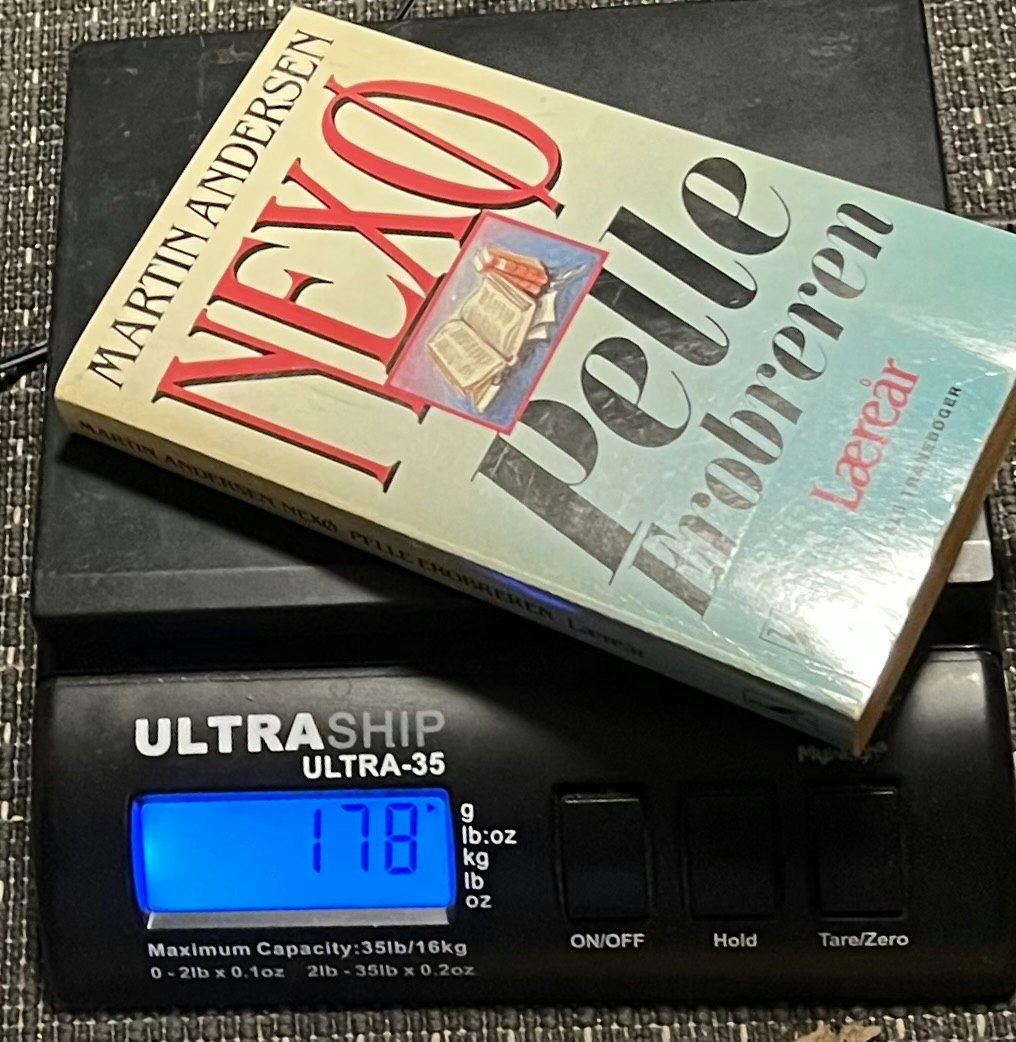 MARTIN ANDERSEN
NEXØ
Pelle
Erobreren
Læreår
TRANEBØGER
MARTIN ANDERSEN NEXØ PELLE EROBREREN Læreår
ULTRASHIP
ULTRA-35
178
g
lb:oz
kg
lb
oz
ON/OFF
Hold
Tare/Zero
Maximum Capacity:35lb/16kg
0 - 2lb x 0.1oz 2lb - 35lb x 0.2oz